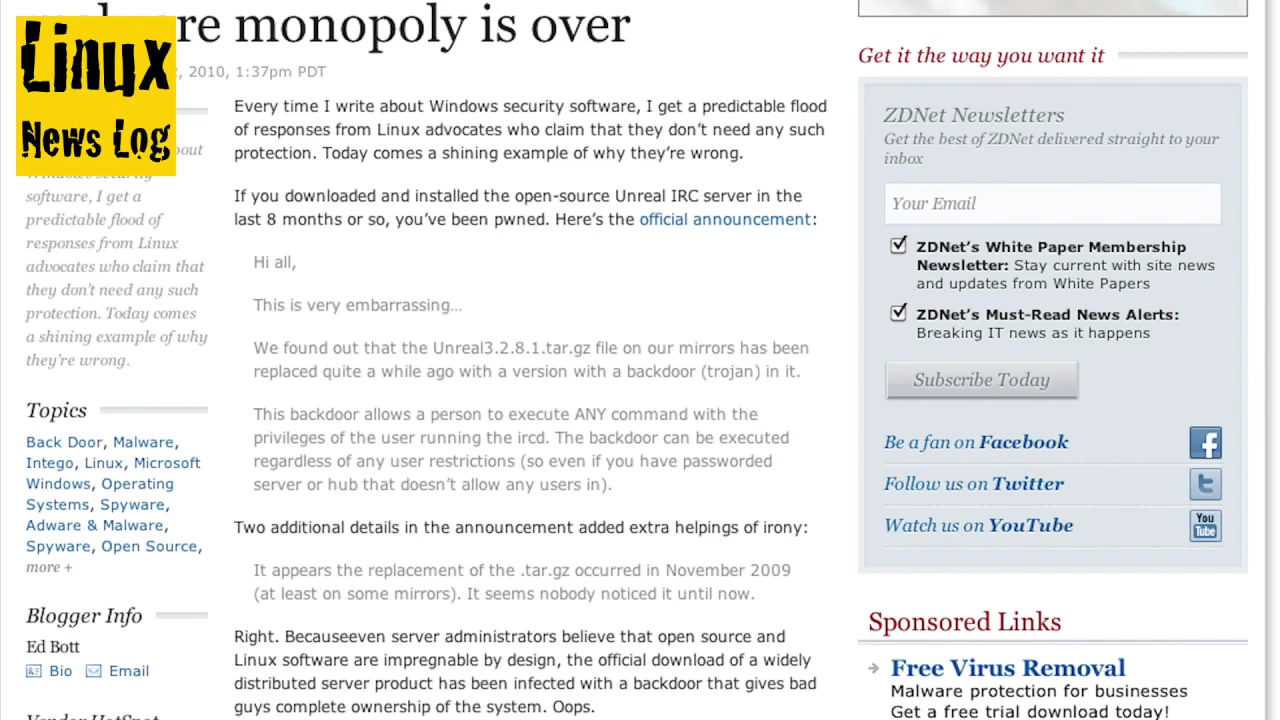 re monopoly is over
Linux
News Log
, 2010, 1:37pm PDT
out
software, I get a
predictable flood of
responses from Linux
advocates who claim that
they don't need any such
protection. Today comes
a shining example of why
they're wrong.
Topics
Back Door, Malware,
Intego, Linux, Microsoft
Windows, Operating
Systems, Spyware,
Adware & Malware,
Spyware, Open Source,
more +
Blogger Info
Ed Bott
Bio Email
Every time I write about Windows security software, I get a predictable flood
of responses from Linux advocates who claim that they don't need any such
protection. Today comes a shining example of why they're wrong.
If you downloaded and installed the open-source Unreal IRC server in the
last 8 months or so, you've been pwned. Here's the official announcement:
Hi all,
This is very embarrassing...
We found out that the Unreal3.2.8.1.tar.gz file on our mirrors has been
replaced quite a while ago with a version with a backdoor (trojan) in it.
This backdoor allows a person to execute ANY command with the
privileges of the user running the ircd. The backdoor can be executed
regardless of any user restrictions (so even if you have passworded
server or hub that doesn't allow any users in).
Two additional details in the announcement added extra helpings of irony:
It appears the replacement of the .tar.gz occurred in November 2009
(at least on some mirrors). It seems nobody noticed it until now.
Right. Becauseeven server administrators believe that open source and
Linux software are impregnable by design, the official download of a widely
distributed server product has been infected with a backdoor that gives bad
guys complete ownership of the system. Oops.
Get it the way you want it
ZDNet Newsletters
Get the best of ZDNet delivered straight to your
inbox
Your Email
ZDNet's White Paper Membership
Newsletter: Stay current with site news
and updates from White Papers
ZDNet's Must-Read News Alerts:
Breaking IT news as it happens
Subscribe Today
Be a fan on Facebook
Follow us on Twitter
Watch us on YouTube
You
Tube
Sponsored Links
Free Virus Removal
Malware protection for businesses
Get a free trial download today!